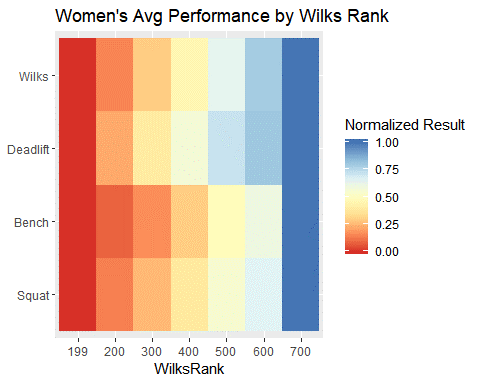 Women's Avg Performance by Wilks Rank
Wilks
Deadlift
Bench
Squat
199 200 300 400 500 600 700
WilksRank
Normalized Result
1.00
0.75
0.50
0.25
0.00